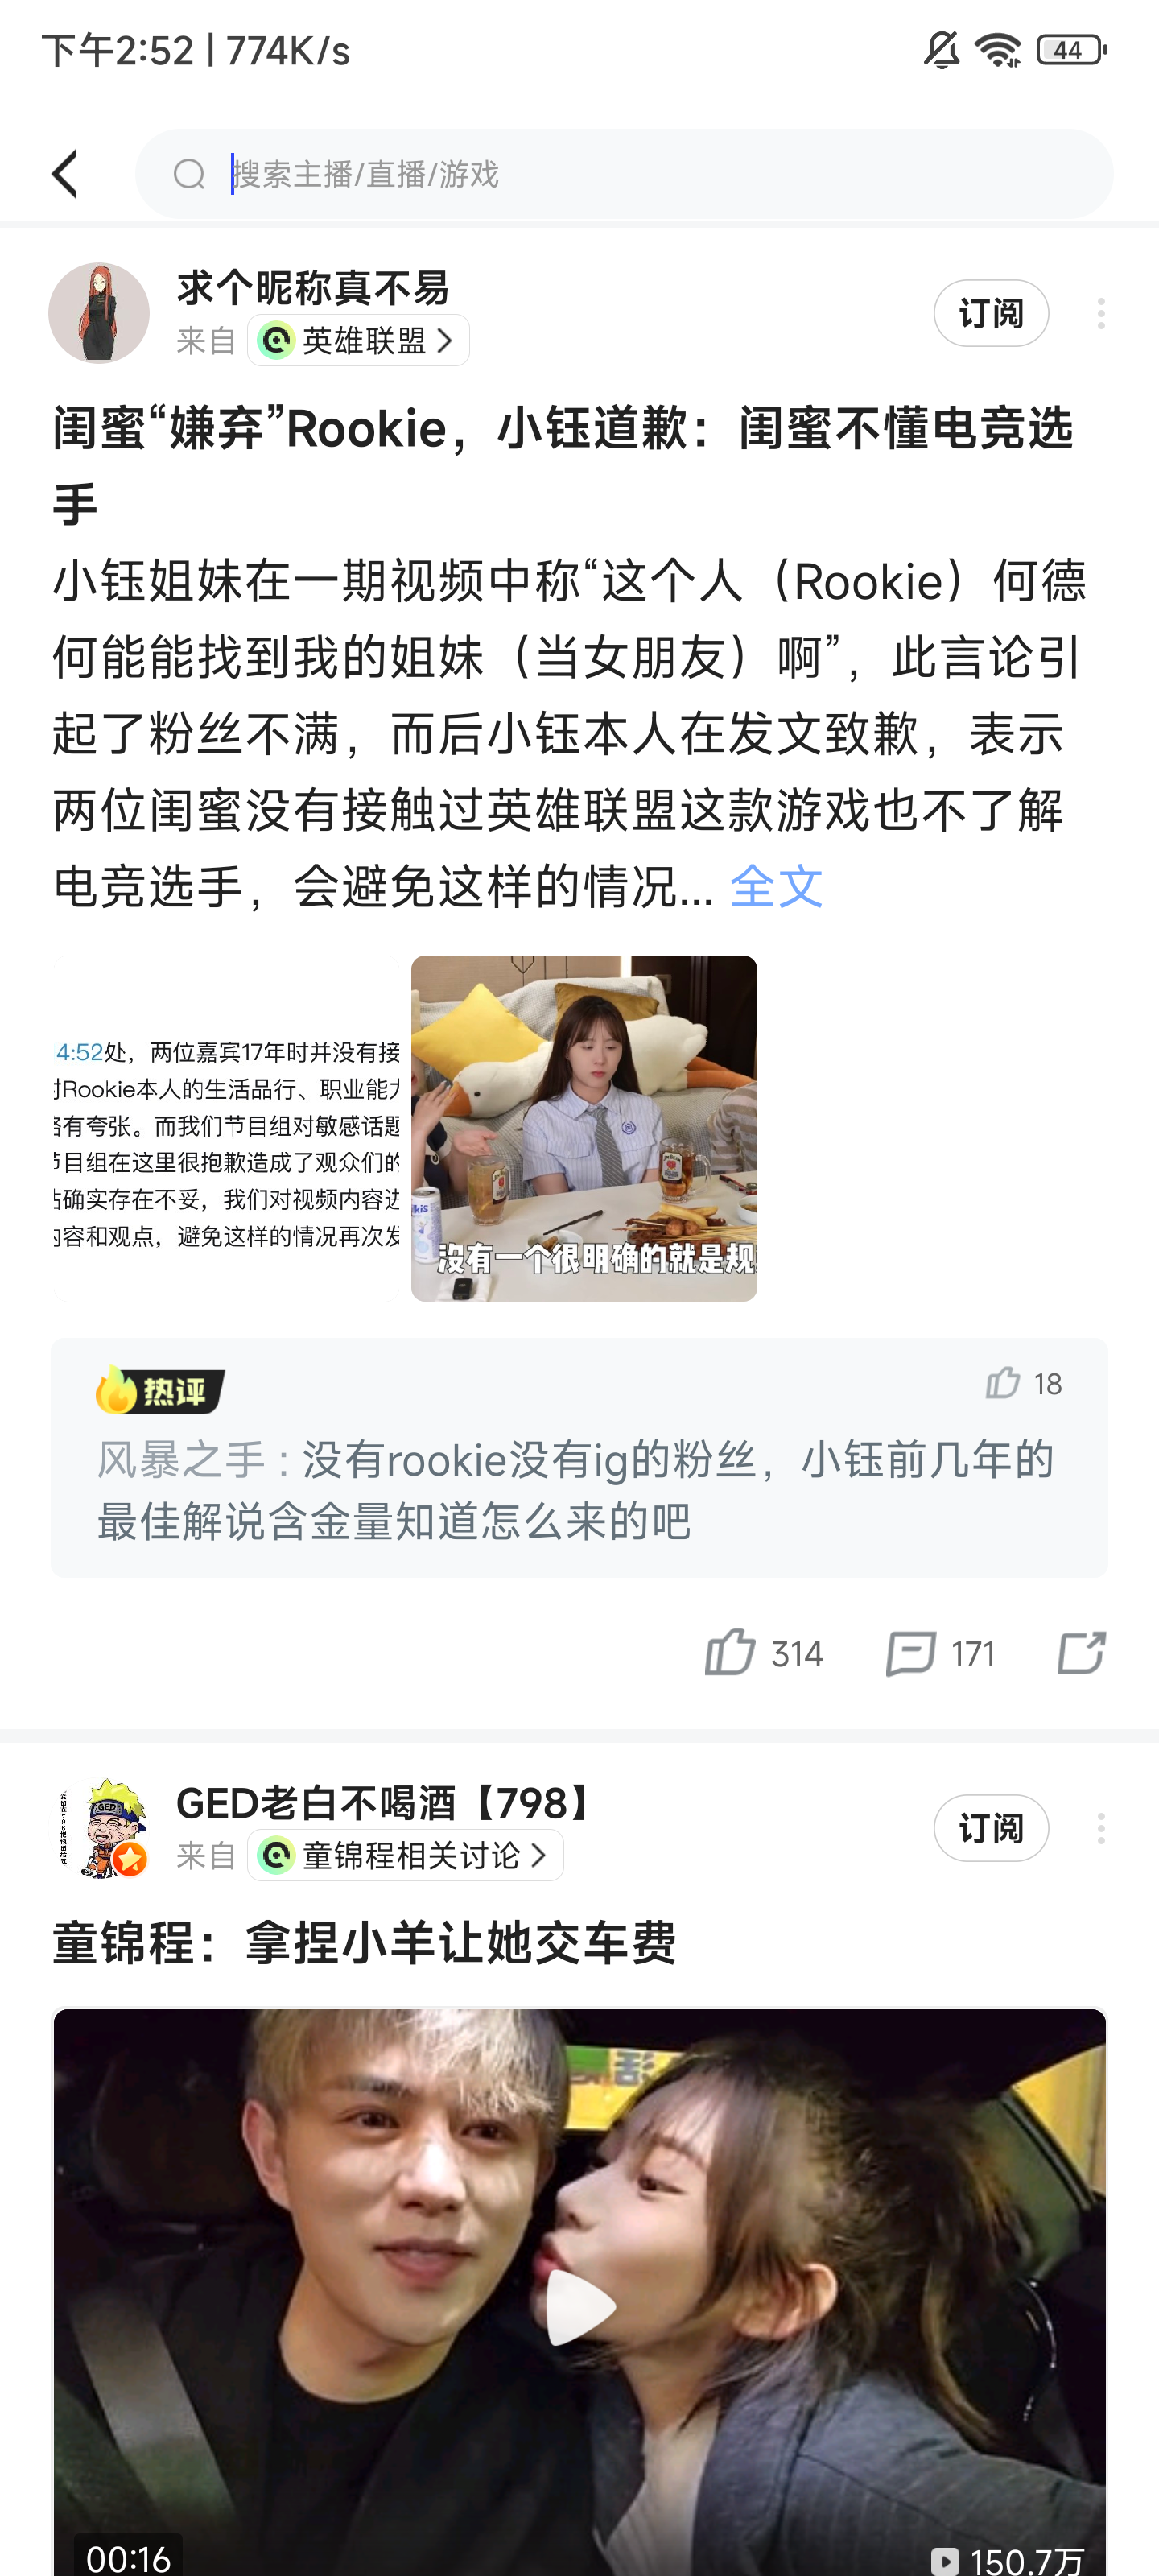 下午2:52 | 774K/s
44
搜索主播/直播/游戏
求个昵称真不易
来自 英雄联盟
订阅
闺蜜“嫌弃”Rookie，小钰道歉：闺蜜不懂电竞选
手
小钰姐妹在一期视频中称“这个人（Rookie）何德
何能能找到我的姐妹（当女朋友）啊”，此言论引
起了粉丝不满，而后小钰本人在发文致歉，表示
两位闺蜜没有接触过英雄联盟这款游戏也不了解
电竞选手，会避免这样的情况... 全文
4:52处，两位嘉宾17年时并没有接
Rookie本人的生活品行、职业能力
有夸张。而我们节目组对敏感话题
目组在这里很抱歉造成了观众们的
确实存在不妥，我们对视频内容进
容和观点，避免这样的情况再次发
没有一个很明确的就是规
热评
18
风暴之手：没有rookie没有ig的粉丝，小钰前几年的
最佳解说含金量知道怎么来的吧
314
171
GED老白不喝酒【798】
来自 童锦程相关讨论
订阅
童锦程：拿捏小羊让她交车费
00:16
150.7万